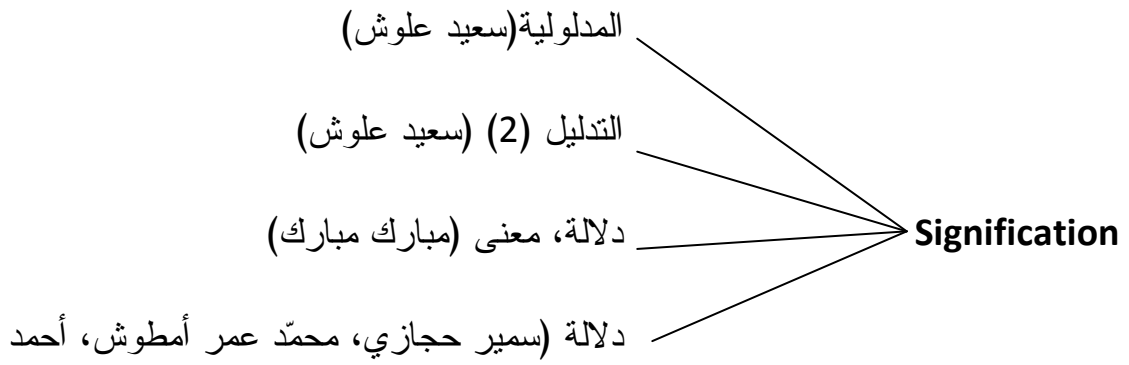 المدلولية(سعيد علوش)
التدليل (2) (سعيد علوش)
Signification
دلالة، معنى (مبارك مبارك)
دلالة (سمير حجازي، محمّد عمر أمطوش، أحمد